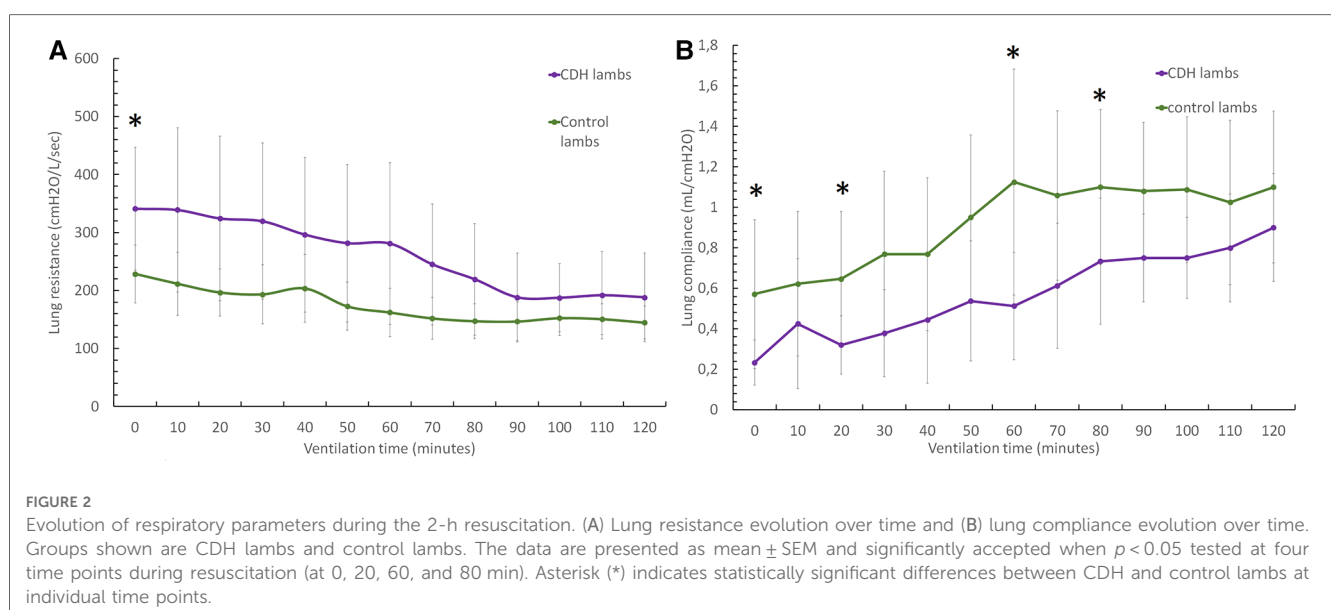 A
Lung resistance (cmH2O/L/sec)
600
500
400
300
200
100
0
*
CDH lambs
Control
lambs
0 10 20 30 40 50 60 70 80 90 100 110 120
Ventilation time (minutes)
B
Lung compliance (mL/cmH2O)
1,8
1,6
1,4
1,2
1
0,8
0,6
0,4
0,2
0
* * * *
CDH lambs
control lambs
0 10 20 30 40 50 60 70 80 90 100 110 120
Ventilation time (minutes)
FIGURE 2
Evolution of respiratory parameters during the 2-h resuscitation. (A) Lung resistance evolution over time and (B) lung compliance evolution over time.
Groups shown are CDH lambs and control lambs. The data are presented as mean ± SEM and significantly accepted when p < 0.05 tested at four
time points during resuscitation (at 0, 20, 60, and 80 min). Asterisk (*) indicates statistically significant differences between CDH and control lambs at
individual time points.